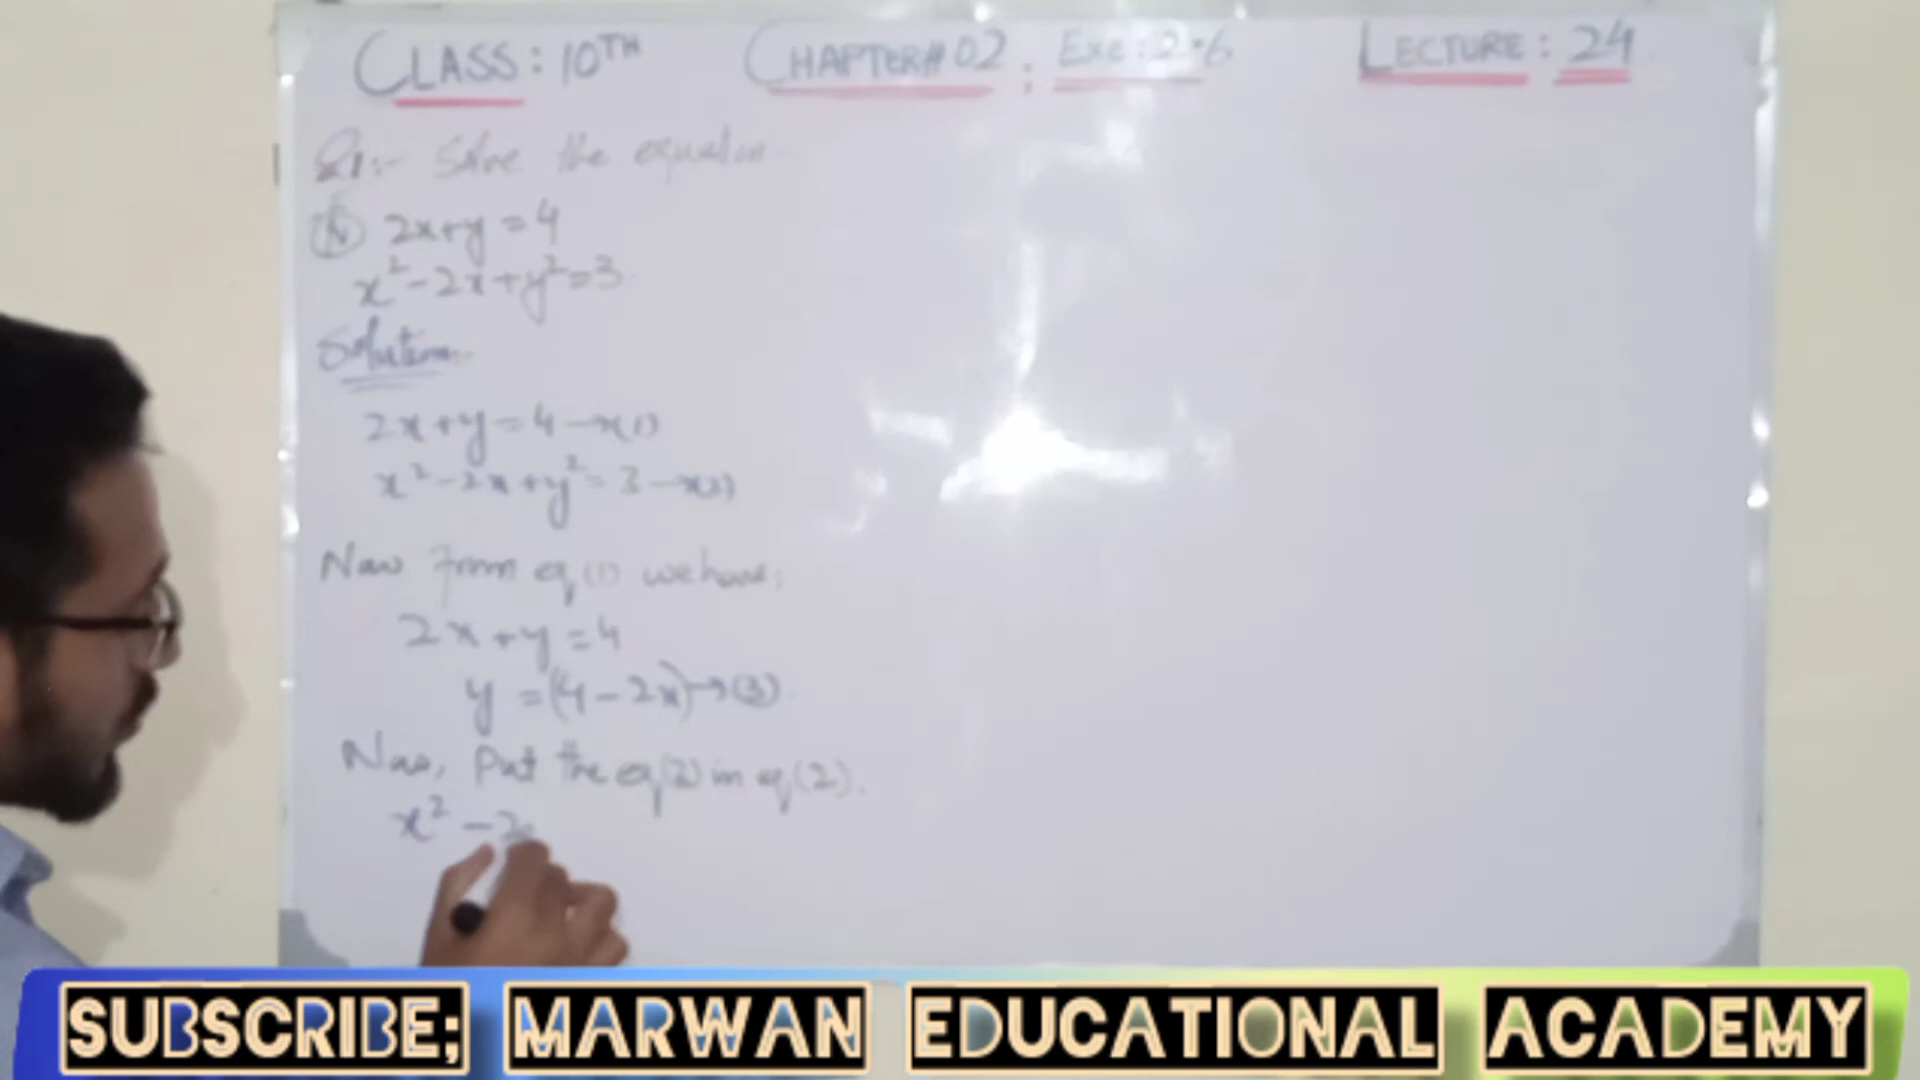 CLASS: 10TH CHAPTER# 02 ; Exe: 2.6 LECTURE: 24
Q1:- Solve the equation
2x+y=4
x²-2x+y²=3
Solution:-
2x+y=4→(1)
x²-2x+y²=3→(2)
Now from eq(1) we have;
2x+y=4
y=(4-2x)→(3)
Now, Put the eq(3) in eq(2).
x² -2
SUBSCRIBE; MARWAN EDUCATIONAL ACADEMY